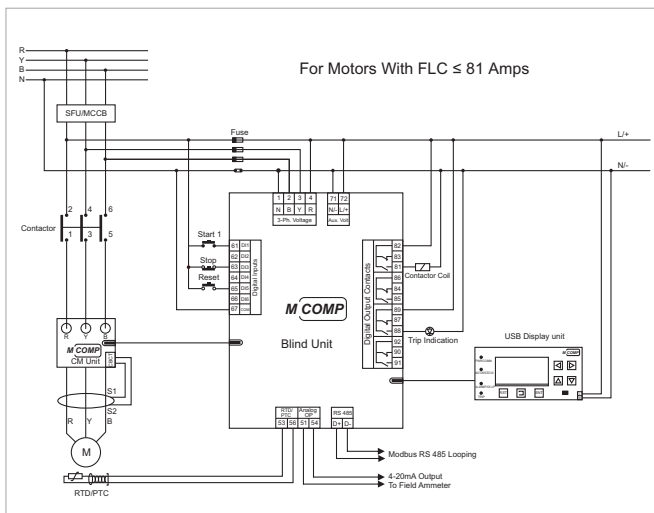 For Motors With FLC ≤ 81 Amps
R
Y
B
N
SFU/MCCB
Fuse
L/+
N/-
2 4 6
Contactor
1 3 5
1 2 3 4
N B Y R
3-Ph. Voltage
71 72
N/- L/+
Aux. Volt
Start 1
Stop
Reset
61 DI1
62 DI2
63 DI3
64 DI4
65 DI5
66 DI6
67 COM
Digital Inputs
M COMP
Blind Unit
Digital Output Contacts
82
83
81
86
84
85
89
87
88
92
90
91
Contactor Coil
Trip Indication
USB Display unit
M COMP
R Y B
M COMP
CM Unit
S1
S2
R Y B
M
RTD/PTC
RTD/
PTC
53 56
Analog
OP
51 54
RS 485
D+ D-
Modbus RS 485 Looping
4-20mA Output
To Field Ammeter